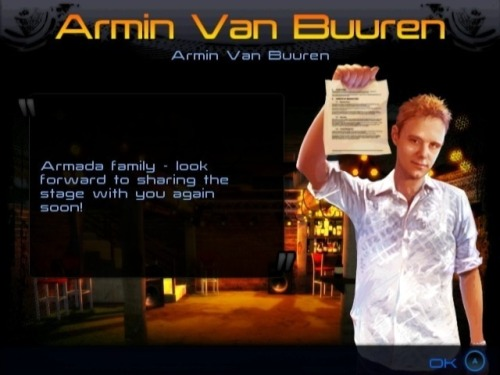 Armin Van Buuren
Armin Van Buuren
"
Armada family - look
forward to sharing the
stage with you again
soon!
"
OK